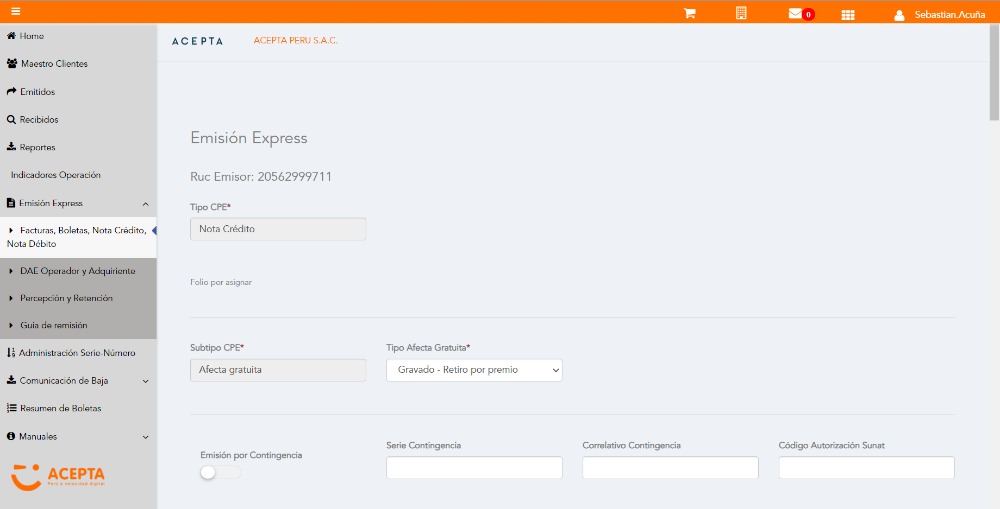 0
Sebastian.Acuña
Home
Maestro Clientes
Emitidos
Recibidos
Reportes
Indicadores Operación
Emisión Express
Facturas, Boletas, Nota Crédito,
Nota Débito
DAE Operador y Adquiriente
Percepción y Retención
Guía de remisión
Administración Serie-Número
Comunicación de Baja
Resumen de Boletas
Manuales
ACEPTA
Perú a velocidad digital
ACEPTA
ACEPTA PERU S.A.C.
Emisión Express
Ruc Emisor: 20562999711
Tipo CPE*
Nota Crédito
Folio por asignar
Subtipo CPE*
Tipo Afecta Gratuita*
Afecta gratuita
Gravado - Retiro por premio
Emisión por Contingencia
Serie Contingencia
Correlativo Contingencia
Código Autorización Sunat